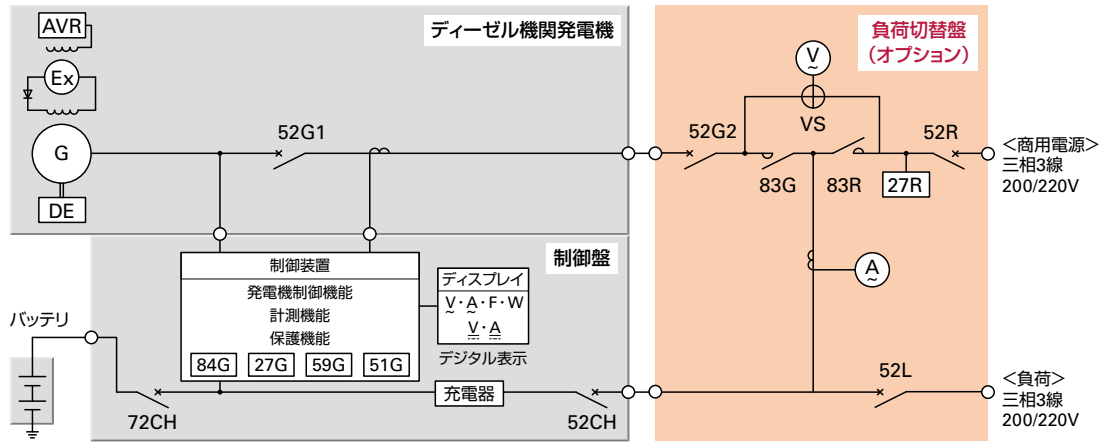 AVR
ディーゼル機関発電機
負荷切替盤
(オプション)
Ex
V
~
VS
52G1
52G2
52R
G
83G
83R
27R
<商用電源>
三相3線
200/220V
DE
制御盤
制御装置
発電機制御機能
計測機能
保護機能
84G
27G
59G
51G
ディスプレイ
V・A・F・W
V・A
デジタル表示
A
~
バッテリ
72CH
充電器
52CH
52L
<負荷>
三相3線
200/220V